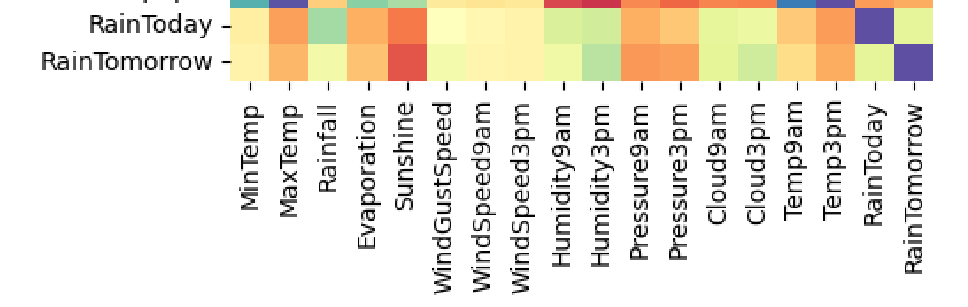 RainToday
RainTomorrow
MinTemp
MaxTemp
Rainfall
Evaporation
Sunshine
WindGustSpeed
WindSpeed9am
WindSpeed3pm
Humidity9am
Humidity3pm
Pressure9am
Pressure3pm
Cloud9am
Cloud3pm
Temp9am
Temp3pm
RainToday
RainTomorrow